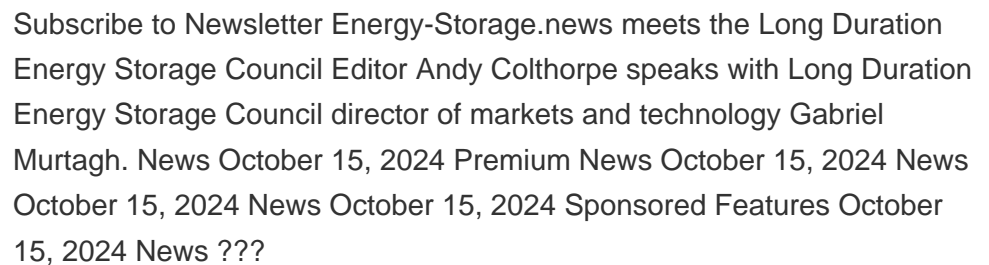 Subscribe to Newsletter Energy-Storage.news meets the Long Duration
Energy Storage Council Editor Andy Colthorpe speaks with Long Duration
Energy Storage Council director of markets and technology Gabriel
Murtagh. News October 15, 2024 Premium News October 15, 2024 News
October 15, 2024 News October 15, 2024 Sponsored Features October
15, 2024 News ???